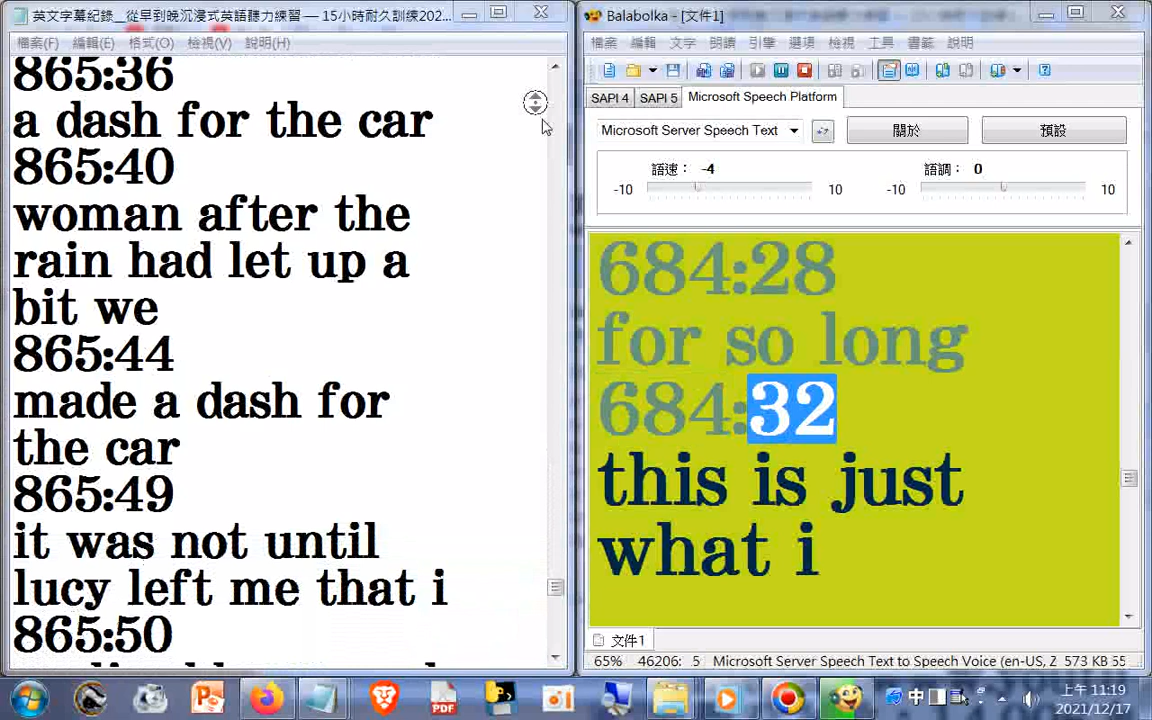 英文字幕紀錄__從早到晚沉浸式英語聽力練習 — 15小時耐久訓練202...
檔案(F) 編輯(E) 格式(O) 檢視(V) 說明(H)
865:36
a dash for the car
865:40
woman after the
rain had let up a
bit we
865:44
made a dash for
the car
865:49
it was not until
lucy left me that i
865:50
Balabolka - [文件1]
檔案 編輯 文字 朗讀 引擎 選項 檢視 工具 書籤 說明
SAPI 4 SAPI 5 Microsoft Speech Platform
Microsoft Server Speech Text 關於 預設
語速： -4 語調： 0
-10 10 -10 10
684:28
for so long
684:32
this is just
what i
文件1
65% 46206: 5 Microsoft Server Speech Text to Speech Voice (en-US, Z 573 KB 55
PDF
中
上午 11:19
2021/12/17